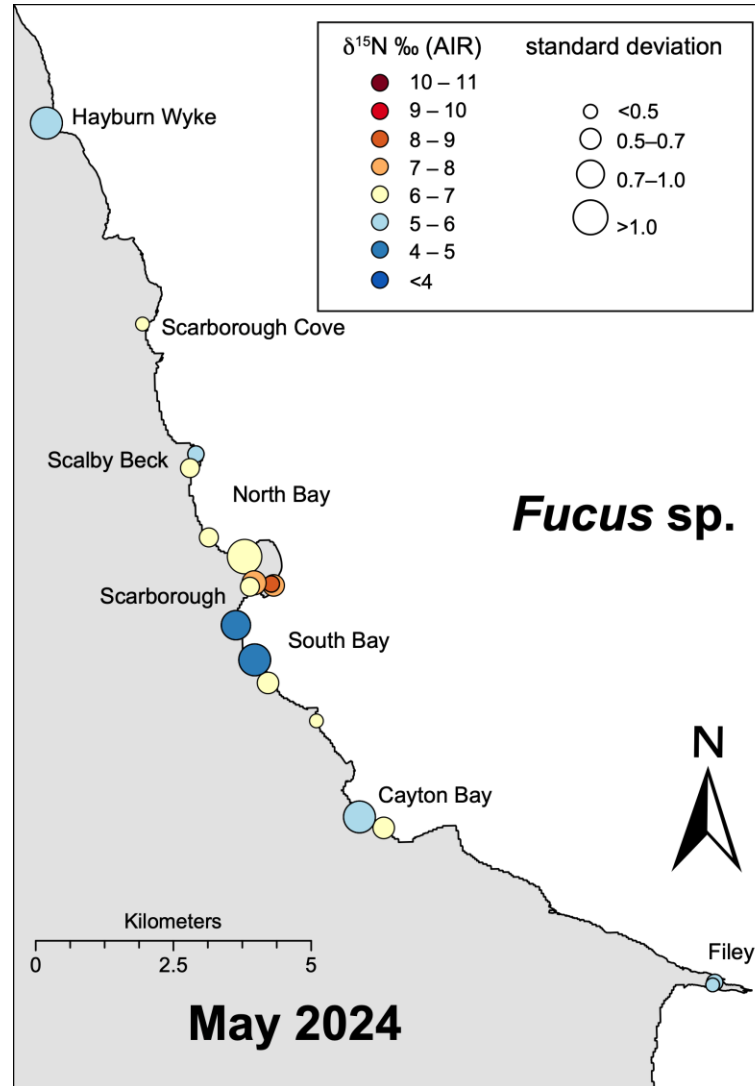 δ¹⁵N ‰ (AIR)
10 – 11
9 – 10
8 – 9
7 – 8
6 – 7
5 – 6
4 – 5
<4
standard deviation
<0.5
0.5–0.7
0.7–1.0
>1.0
Hayburn Wyke
Scarborough Cove
Scalby Beck
North Bay
Fucus sp.
Scarborough
South Bay
N
Cayton Bay
Kilometers
0 2.5 5
Filey
May 2024